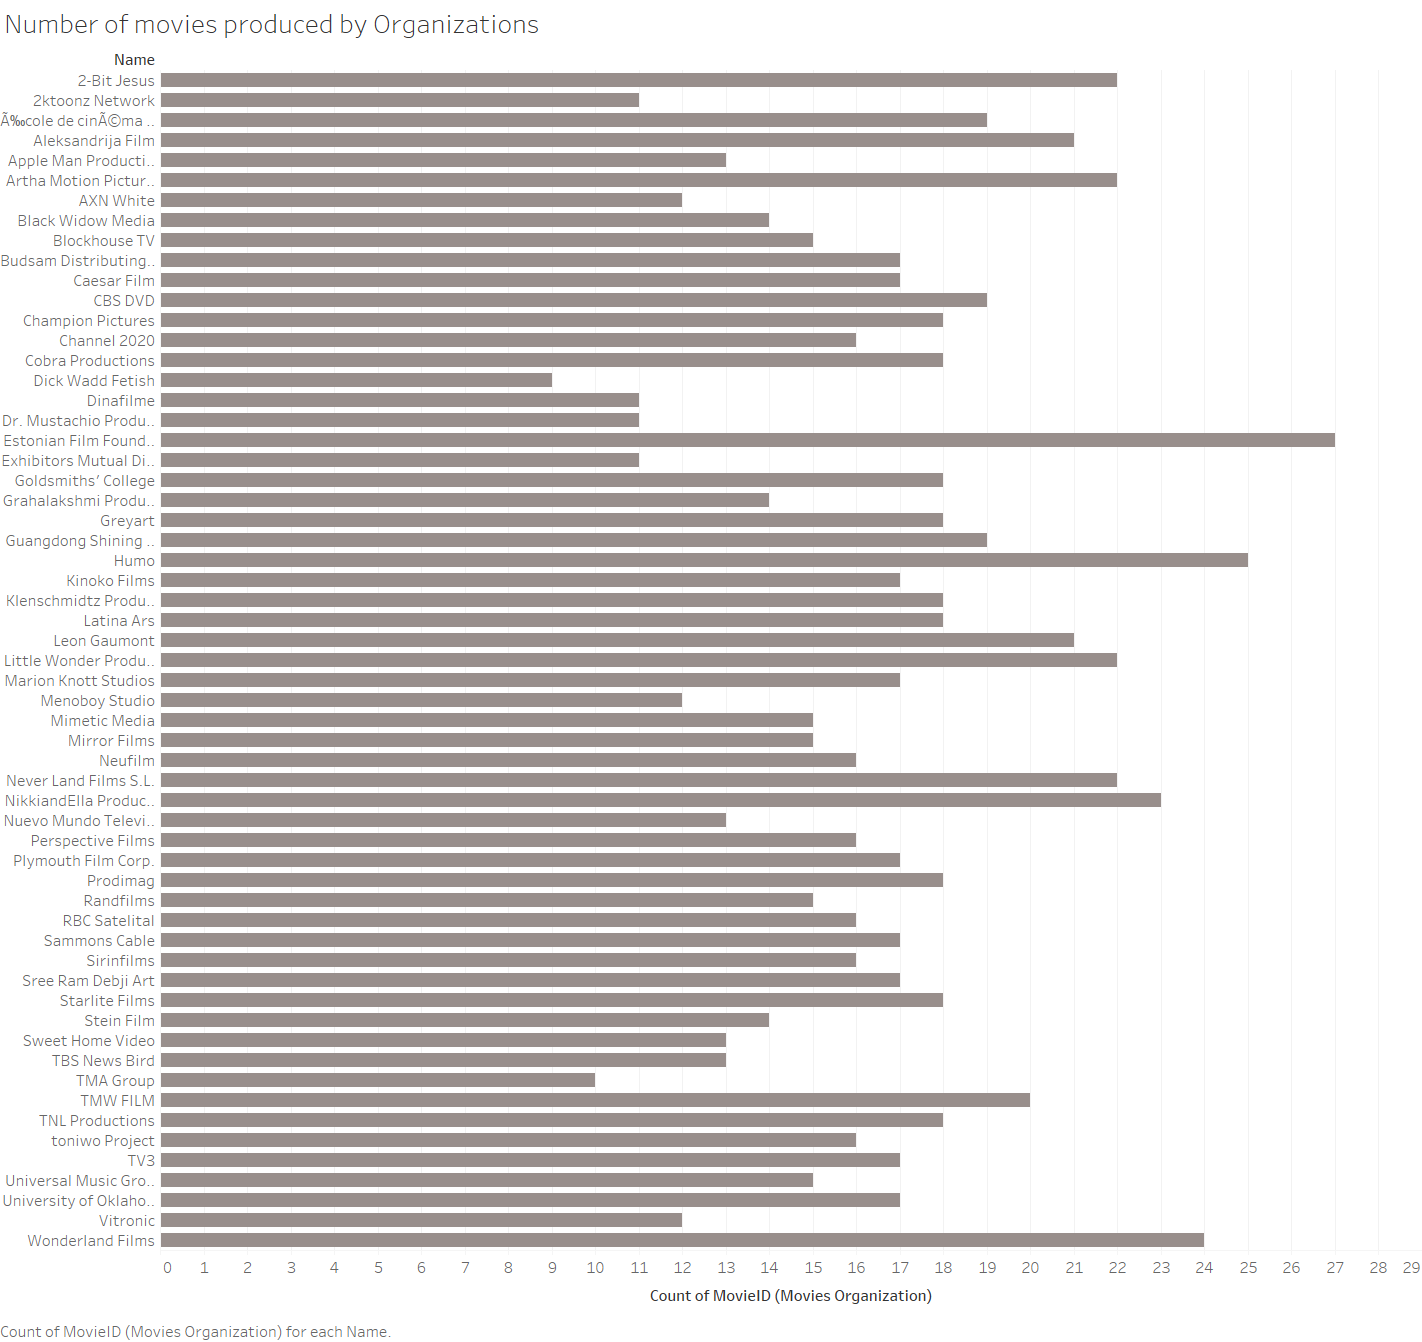 Number of movies produced by Organizations
Name
2-Bit Jesus
2ktoonz Network
Ã‰cole de cinÃ©ma ..
Aleksandrija Film
Apple Man Producti..
Artha Motion Pictur..
AXN White
Black Widow Media
Blockhouse TV
Budsam Distributing..
Caesar Film
CBS DVD
Champion Pictures
Channel 2020
Cobra Productions
Dick Wadd Fetish
Dinafilme
Dr. Mustachio Produ..
Estonian Film Found..
Exhibitors Mutual Di..
Goldsmiths' College
Grahalakshmi Produ..
Greyart
Guangdong Shining ..
Humo
Kinoko Films
Klenschmidtz Produ..
Latina Ars
Leon Gaumont
Little Wonder Produ..
Marion Knott Studios
Menoboy Studio
Mimetic Media
Mirror Films
Neufilm
Never Land Films S.L.
NikkiandElla Produc..
Nuevo Mundo Televi..
Perspective Films
Plymouth Film Corp.
Prodimag
Randfilms
RBC Satelital
Sammons Cable
Sirinfilms
Sree Ram Debji Art
Starlite Films
Stein Film
Sweet Home Video
TBS News Bird
TMA Group
TMW FILM
TNL Productions
toniwo Project
TV3
Universal Music Gro..
University of Oklaho..
Vitronic
Wonderland Films
0 1 2 3 4 5 6 7 8 9 10 11 12 13 14 15 16 17 18 19 20 21 22 23 24 25 26 27 28 29
Count of MovieID (Movies Organization)
Count of MovieID (Movies Organization) for each Name.